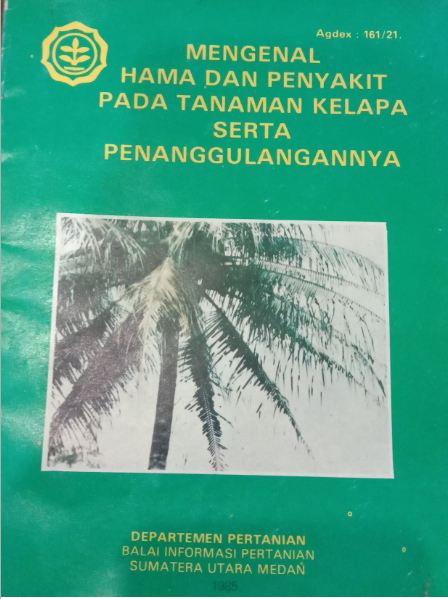 Agdex : 161/21.
MENGENAL
HAMA DAN PENYAKIT
PADA TANAMAN KELAPA
SERTA
PENANGGULANGANNYA
DEPARTEMEN PERTANIAN
BALAI INFORMASI PERTANIAN
SUMATERA UTARA MEDAN
1985